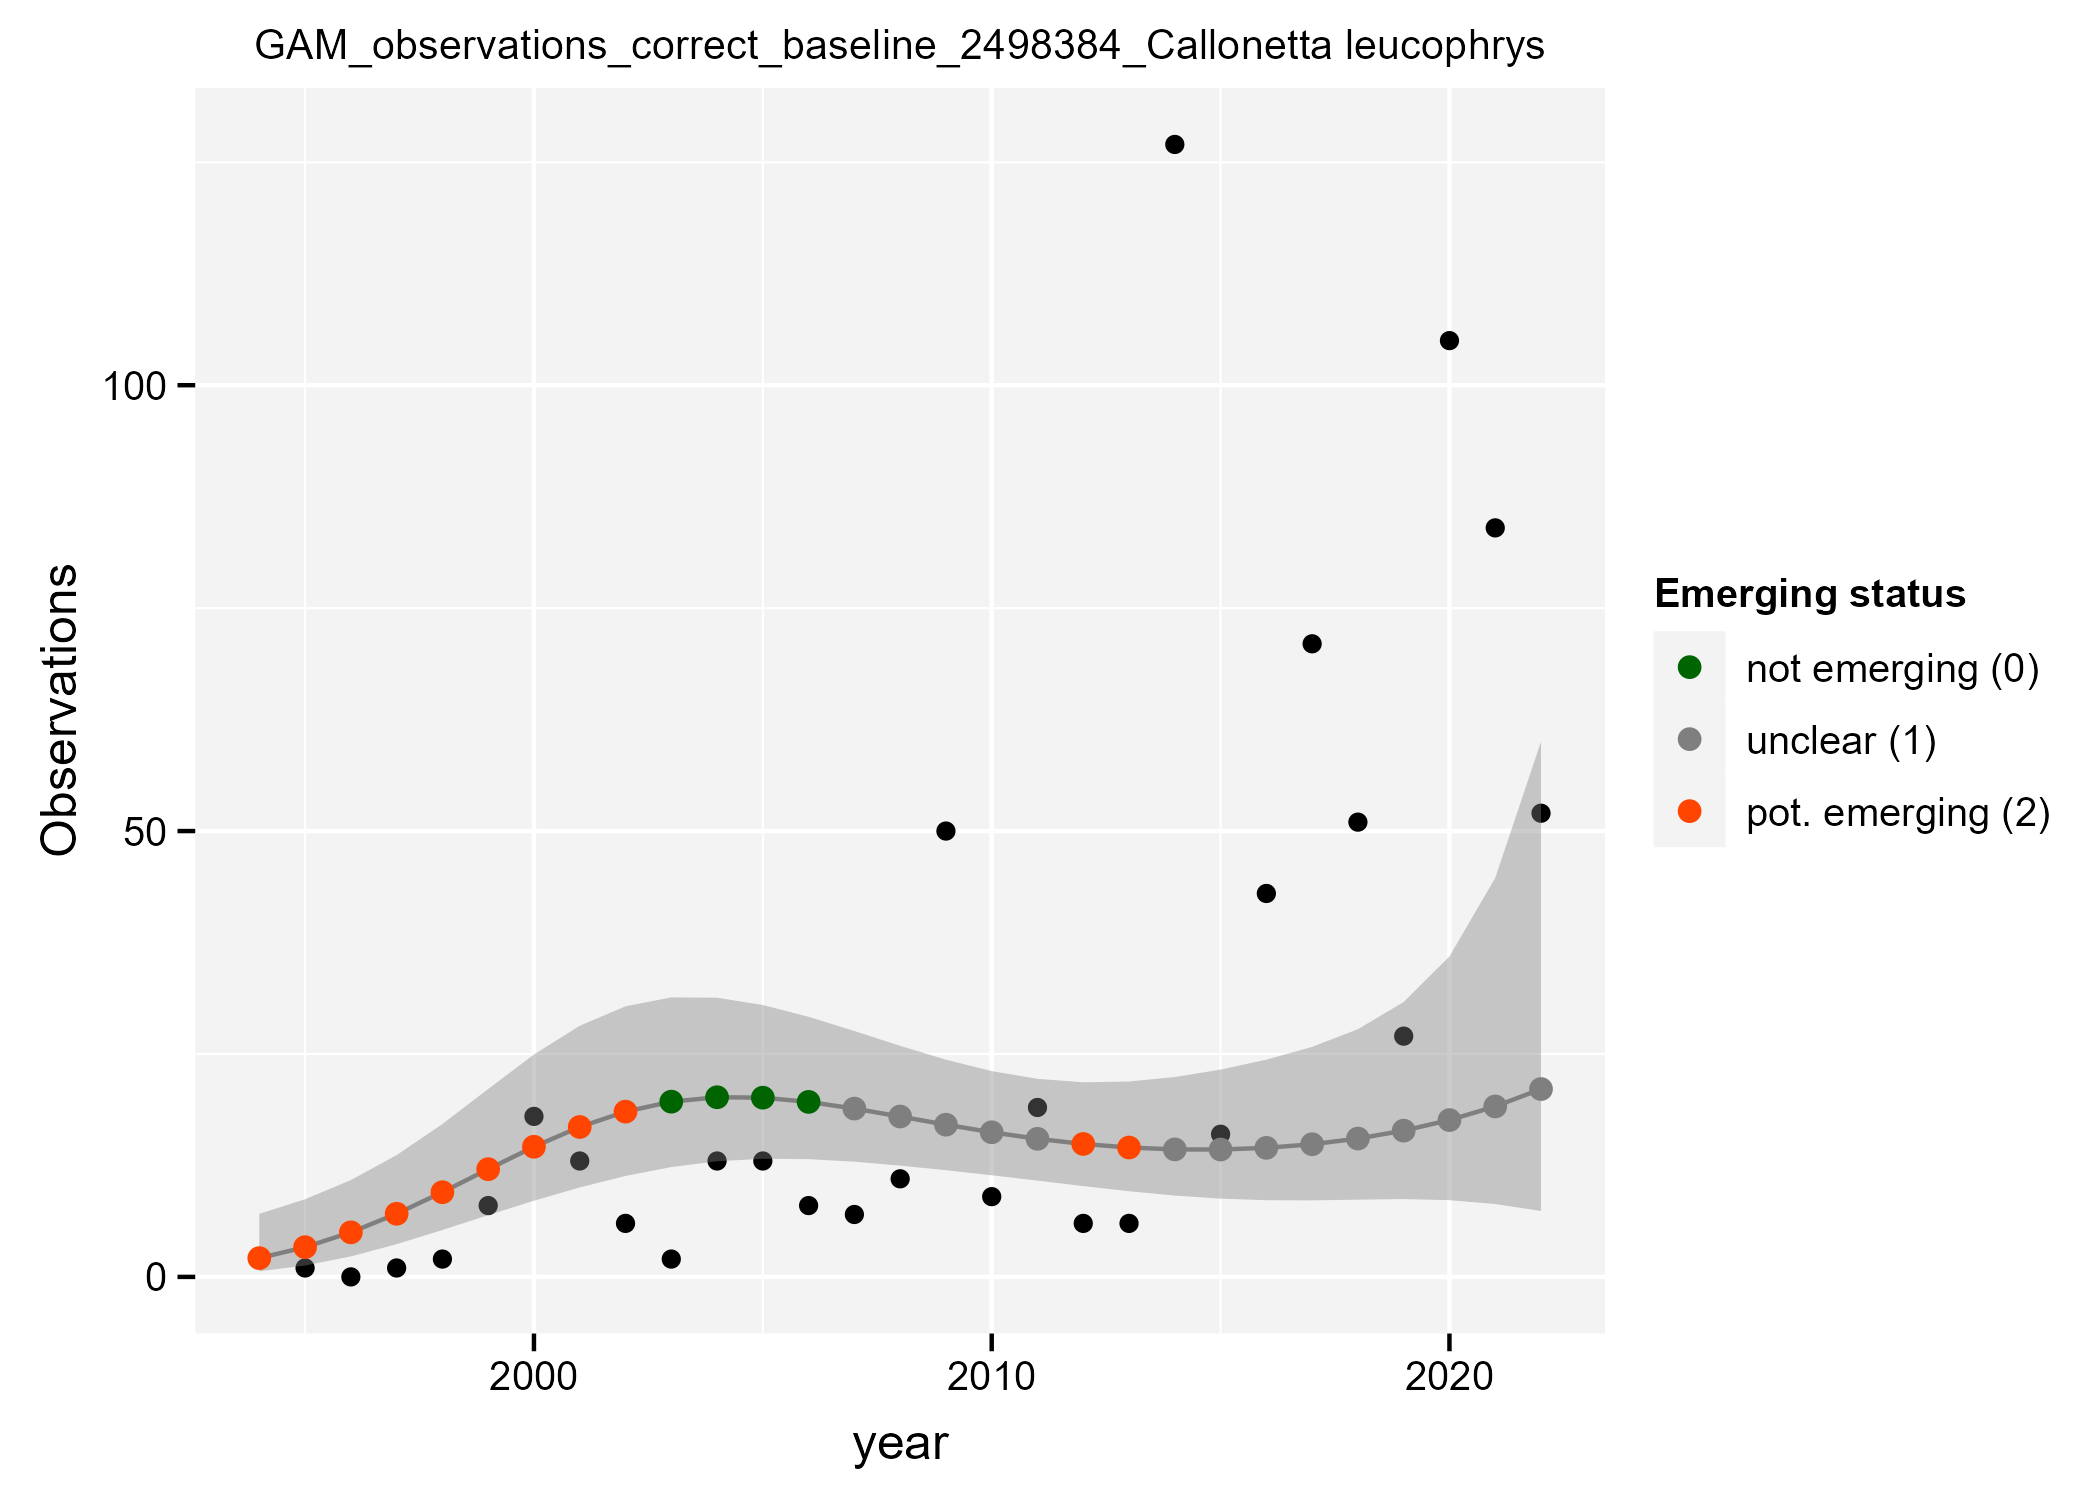 GAM_observations_correct_baseline_2498384_Callonetta leucophrys
Observations
100
50
0
2000
2010
2020
year
Emerging status
not emerging (0)
unclear (1)
pot. emerging (2)